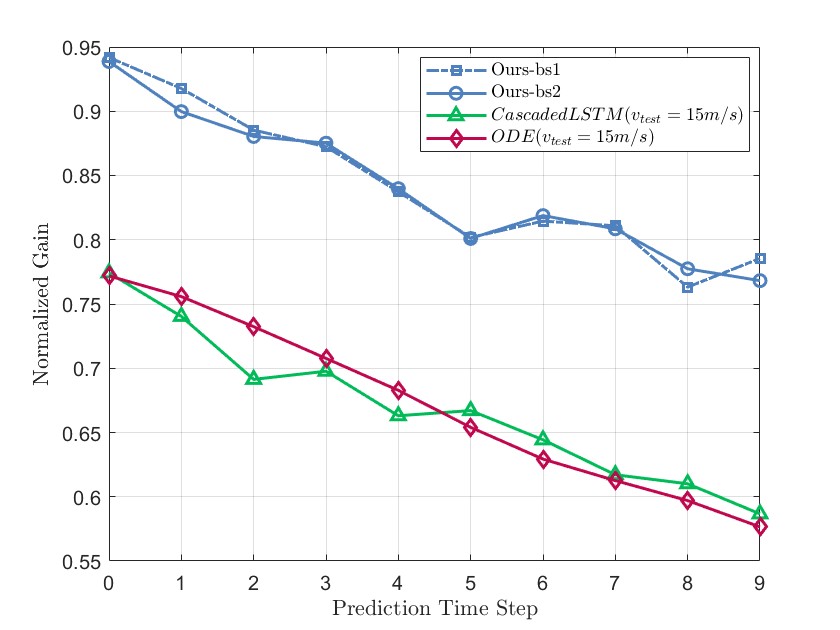 0.95
0.9
0.85
0.8
0.75
0.7
0.65
0.6
0.55
Normalized Gain
Ours-bs1
Ours-bs2
CascadedLSTM(v_test = 15m/s)
ODE(v_test = 15m/s)
0 1 2 3 4 5 6 7 8 9
Prediction Time Step